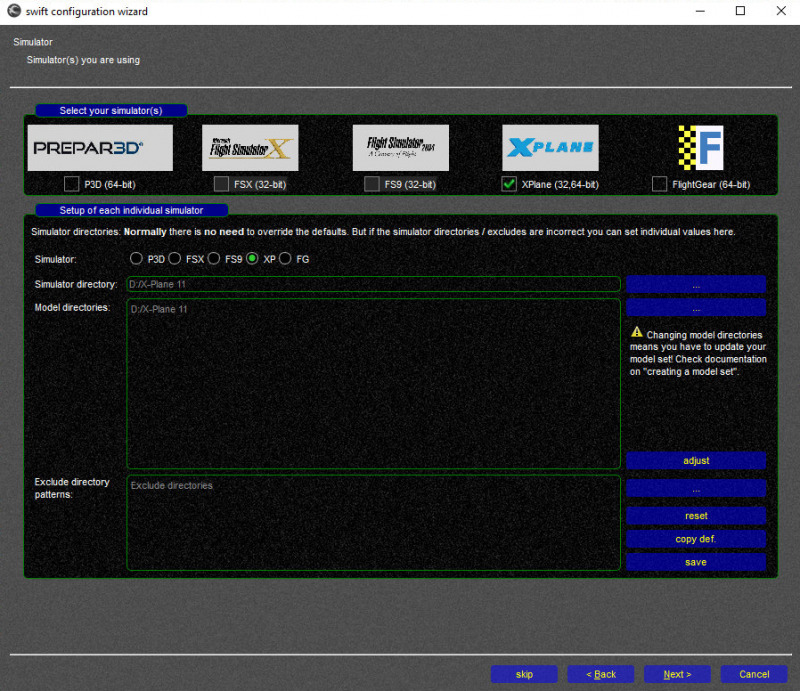 swift configuration wizard
Simulator
Simulator(s) you are using
Select your simulator(s)
PREPAR3D
Microsoft Flight Simulator X
Flight Simulator 2004
A Century of Flight
XPLANE
F
P3D (64-bit)
FSX (32-bit)
FS9 (32-bit)
XPlane (32,64-bit)
FlightGear (64-bit)
Setup of each individual simulator
Simulator directories: Normally there is no need to override the defaults. But if the simulator directories / excludes are incorrect you can set individual values here.
Simulator: P3D FSX FS9 XP FG
Simulator directory: D:/X-Plane 11 ...
Model directories: D:/X-Plane 11 ...
Changing model directories
means you have to update your
model set! Check documentation
on "creating a model set".
adjust
Exclude directory
patterns:
Exclude directories
...
reset
copy def.
save
skip < Back Next > Cancel